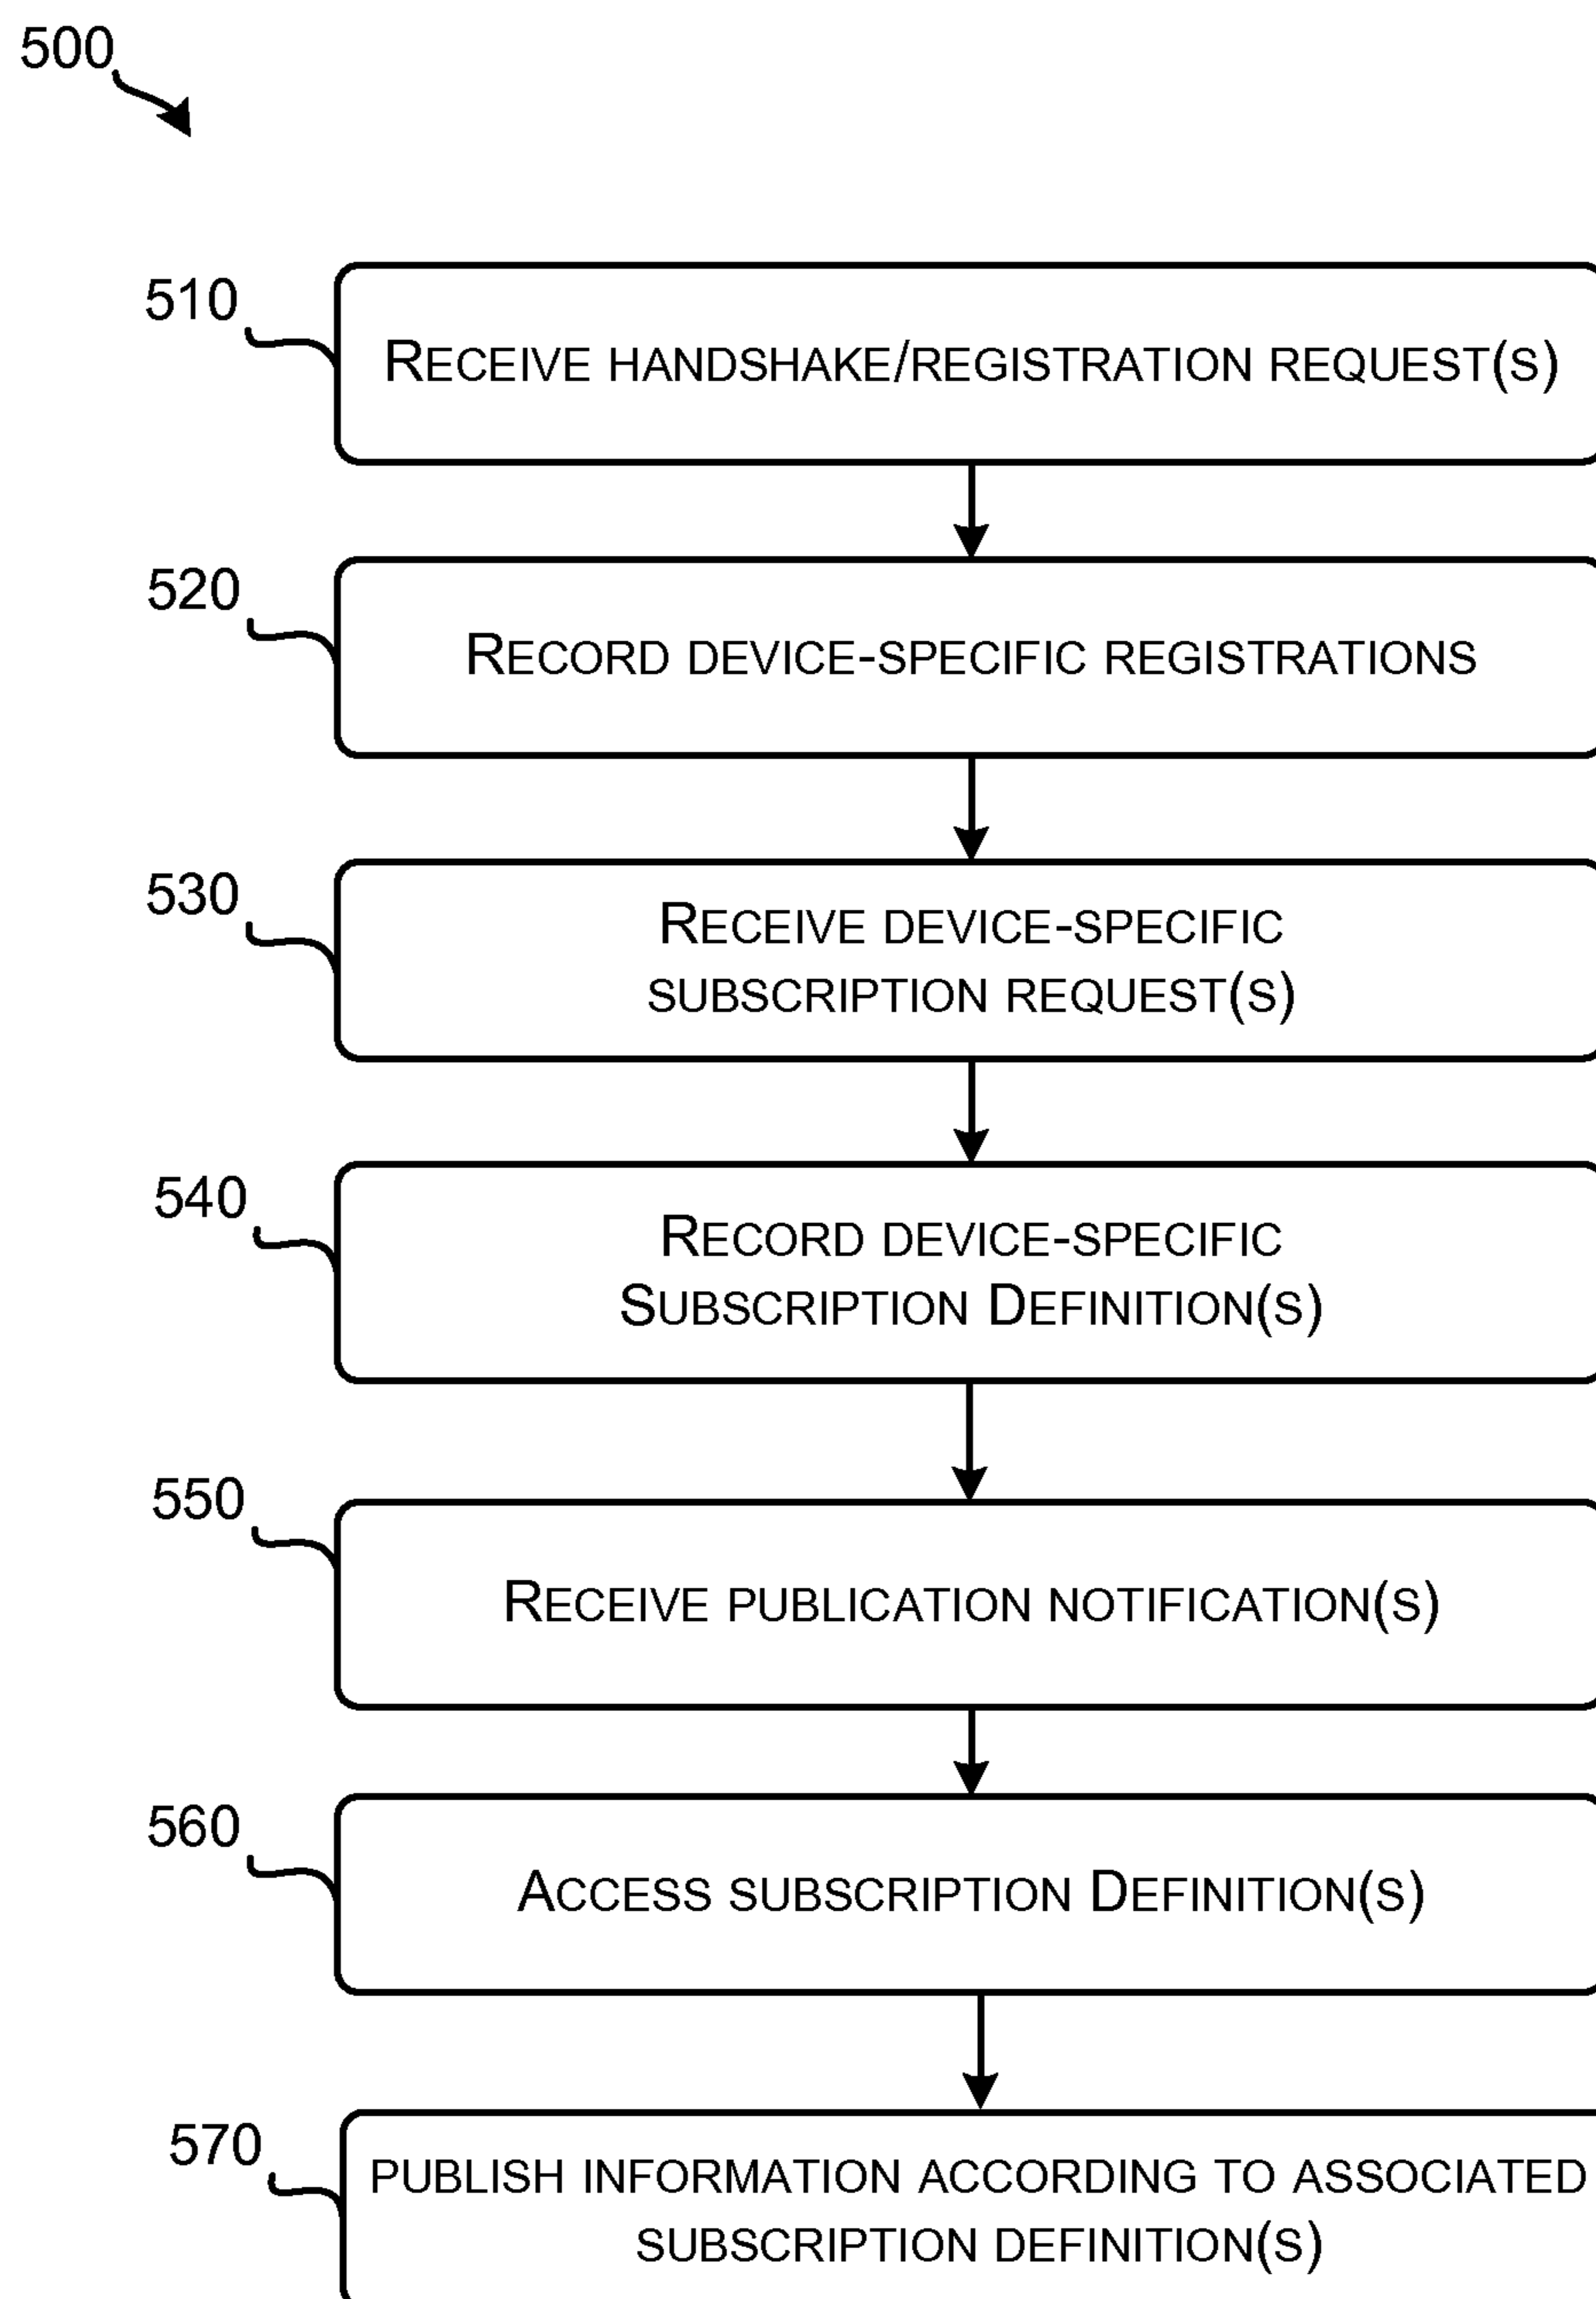 500
510
RECEIVE HANDSHAKE/REGISTRATION REQUEST(S)
520
RECORD DEVICE-SPECIFIC REGISTRATIONS
530
RECEIVE DEVICE-SPECIFIC
SUBSCRIPTION REQUEST(S)
540
RECORD DEVICE-SPECIFIC
SUBSCRIPTION DEFINITION(S)
550
RECEIVE PUBLICATION NOTIFICATION(S)
560
ACCESS SUBSCRIPTION DEFINITION(S)
570
PUBLISH INFORMATION ACCORDING TO ASSOCIATED
SUBSCRIPTION DEFINITION(S)